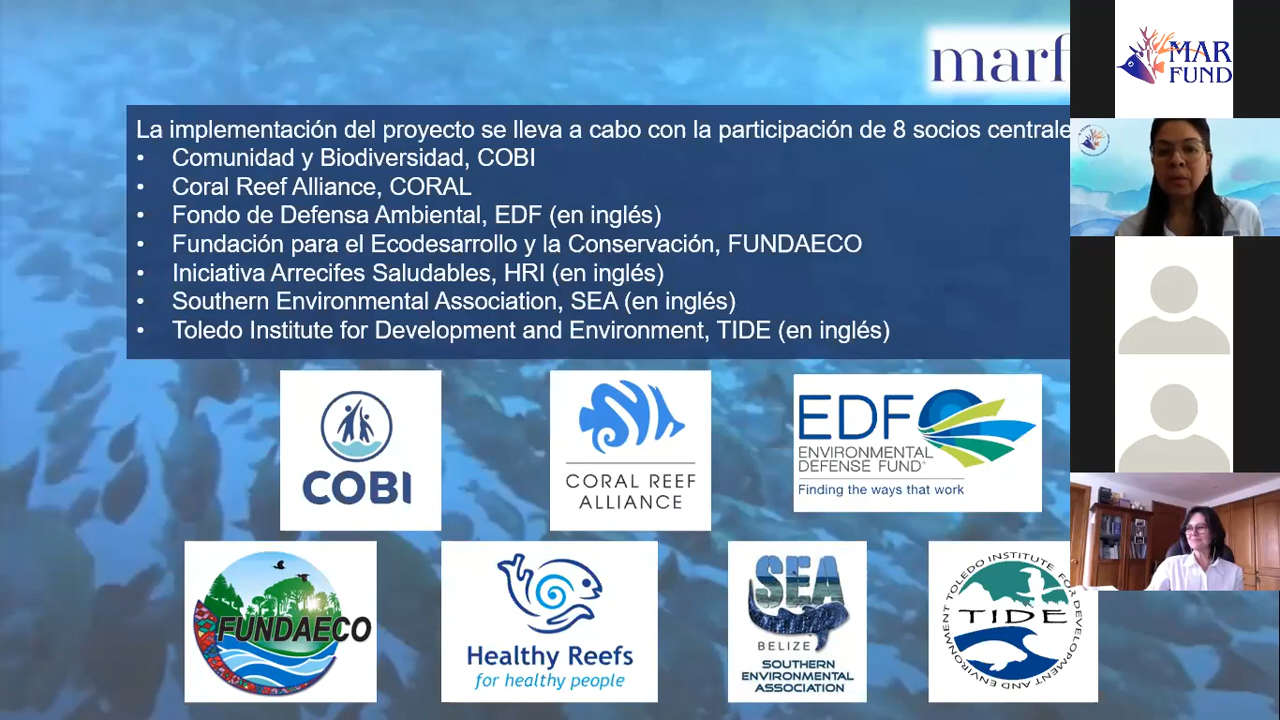 marf
MAR
FUND
La implementación del proyecto se lleva a cabo con la participación de 8 socios centrale
• Comunidad y Biodiversidad, COBI
• Coral Reef Alliance, CORAL
• Fondo de Defensa Ambiental, EDF (en inglés)
• Fundación para el Ecodesarrollo y la Conservación, FUNDAECO
• Iniciativa Arrecifes Saludables, HRI (en inglés)
• Southern Environmental Association, SEA (en inglés)
• Toledo Institute for Development and Environment, TIDE (en inglés)
COBI
CORAL REEF
ALLIANCE
EDF
ENVIRONMENTAL
DEFENSE FUND
Finding the ways that work
FUNDAECO
Healthy Reefs
for healthy people
SEA
BELIZE
SOUTHERN
ENVIRONMENTAL
ASSOCIATION
TOLEDO INSTITUTE FOR DEVELOPMENT AND ENVIRONMENT
TIDE